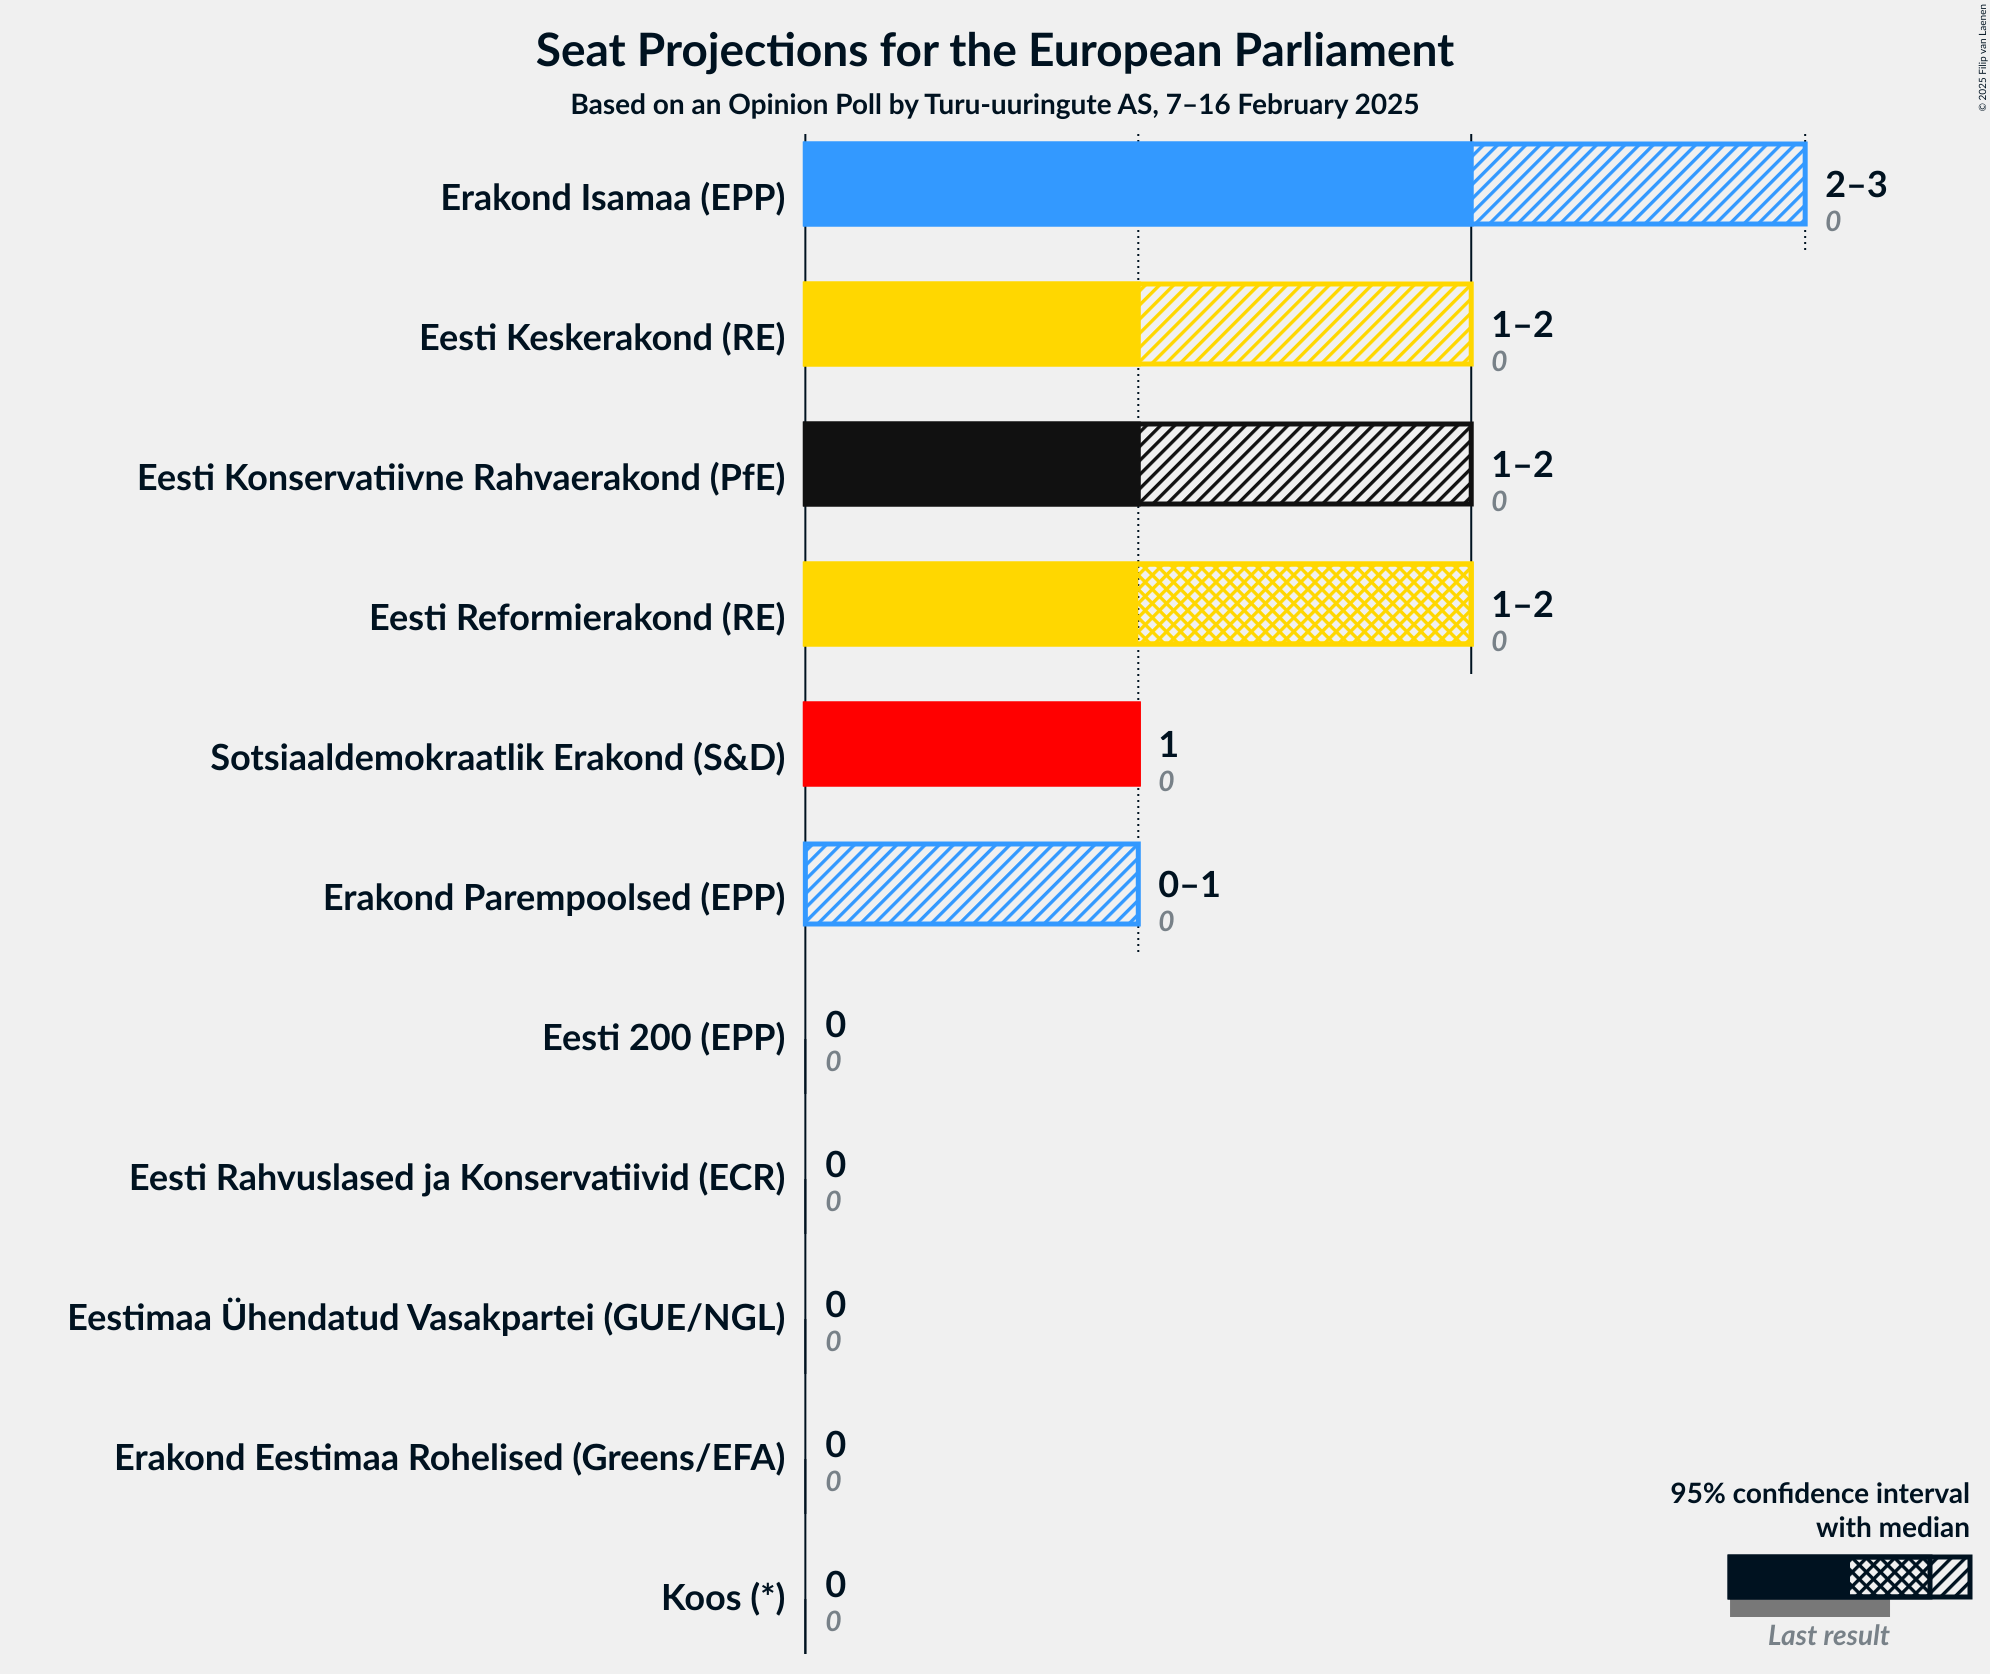 Seat Projections for the European Parliament
Based on an Opinion Poll by Turu-uuringute AS, 7–16 February 2025
© 2025 Filip van Laenen
Erakond Isamaa (EPP)
2–3
0
Eesti Keskerakond (RE)
1–2
0
Eesti Konservatiivne Rahvaerakond (PfE)
1–2
0
Eesti Reformierakond (RE)
1–2
0
Sotsiaaldemokraatlik Erakond (S&D)
1
0
Erakond Parempoolsed (EPP)
0–1
0
Eesti 200 (EPP)
0
0
Eesti Rahvuslased ja Konservatiivid (ECR)
0
0
Eestimaa Ühendatud Vasakpartei (GUE/NGL)
0
0
Erakond Eestimaa Rohelised (Greens/EFA)
0
0
Koos (*)
0
0
95% confidence interval
with median
Last result